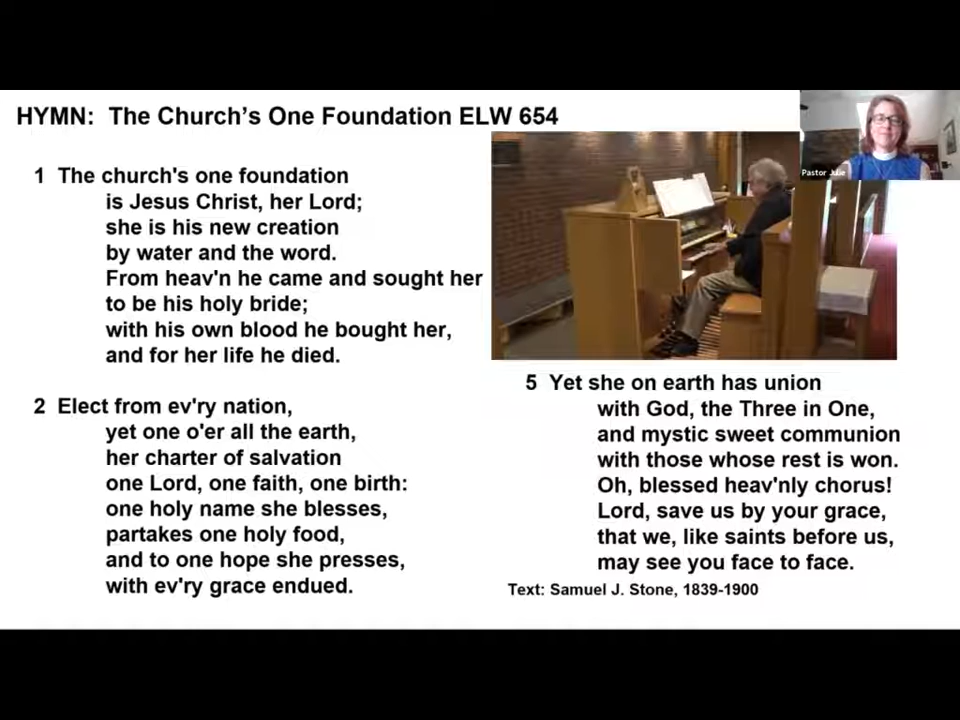 HYMN: The Church's One Foundation ELW 654
Pastor Julie
1 The church's one foundation
is Jesus Christ, her Lord;
she is his new creation
by water and the word.
From heav'n he came and sought her
to be his holy bride;
with his own blood he bought her,
and for her life he died.
2 Elect from ev'ry nation,
yet one o'er all the earth,
her charter of salvation
one Lord, one faith, one birth:
one holy name she blesses,
partakes one holy food,
and to one hope she presses,
with ev'ry grace endued.
5 Yet she on earth has union
with God, the Three in One,
and mystic sweet communion
with those whose rest is won.
Oh, blessed heav'nly chorus!
Lord, save us by your grace,
that we, like saints before us,
may see you face to face.
Text: Samuel J. Stone, 1839-1900